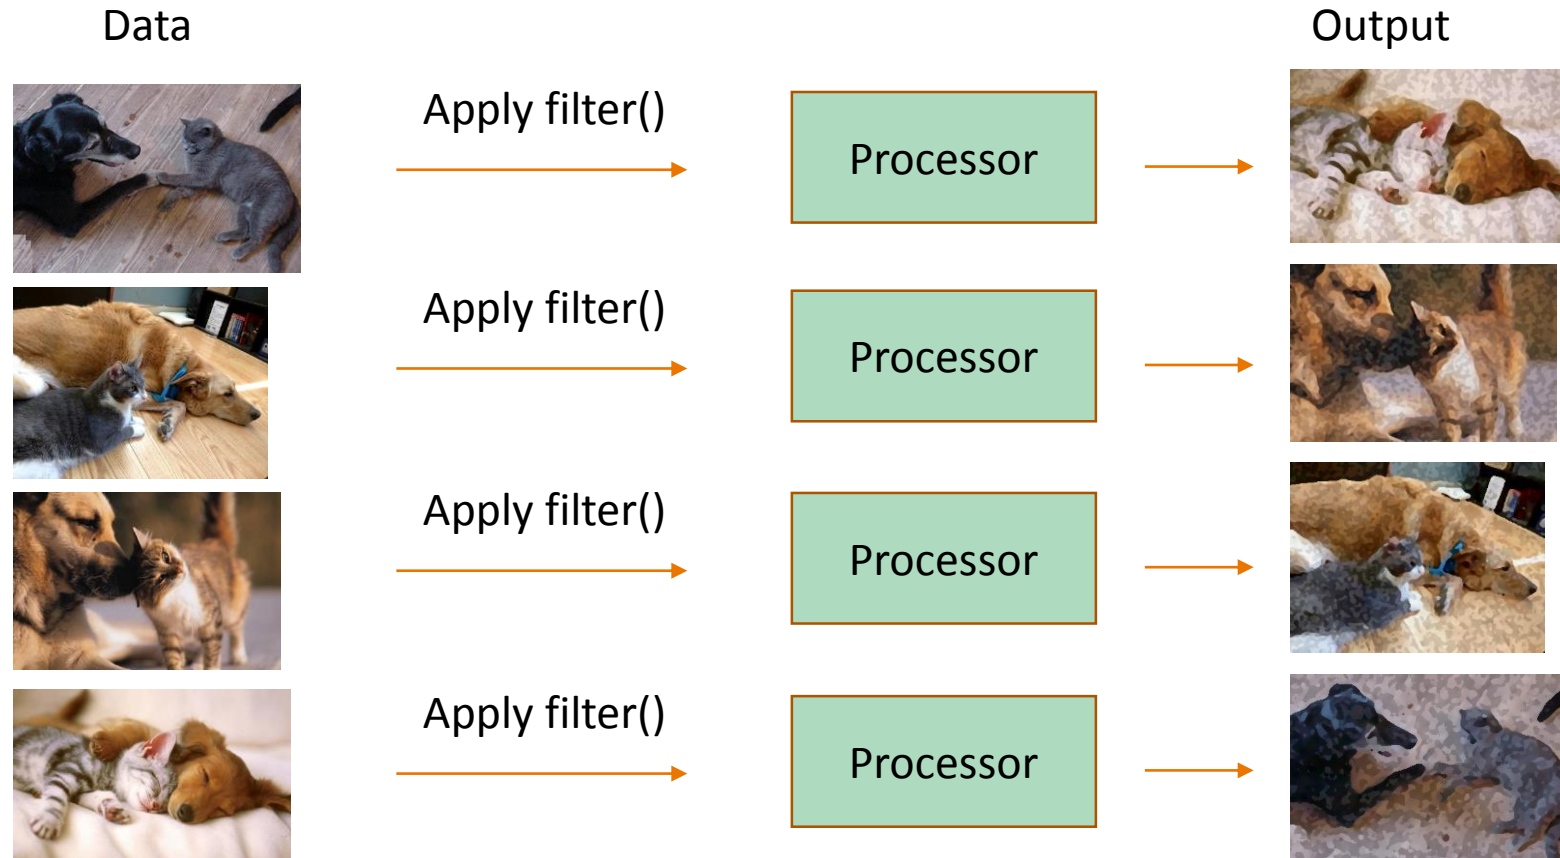 Data
Output
Apply filter()
Processor
Apply filter()
Processor
Apply filter()
Processor
Apply filter()
Processor